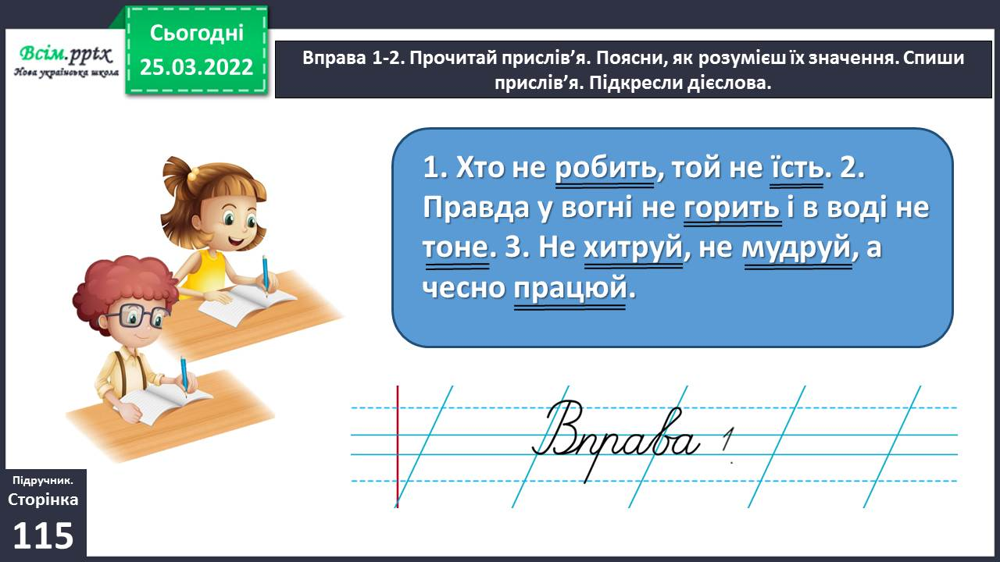 Всім.pptx
Нова українська школа
Сьогодні
25.03.2022
Вправа 1-2. Прочитай прислів’я. Поясни, як розумієш їх значення. Спиши
прислів’я. Підкресли дієслова.
1. Хто не робить, той не їсть. 2.
Правда у вогні не горить і в воді не
тоне. 3. Не хитруй, не мудруй, а
чесно працюй.
Вправа 1.
Підручник.
Сторінка
115